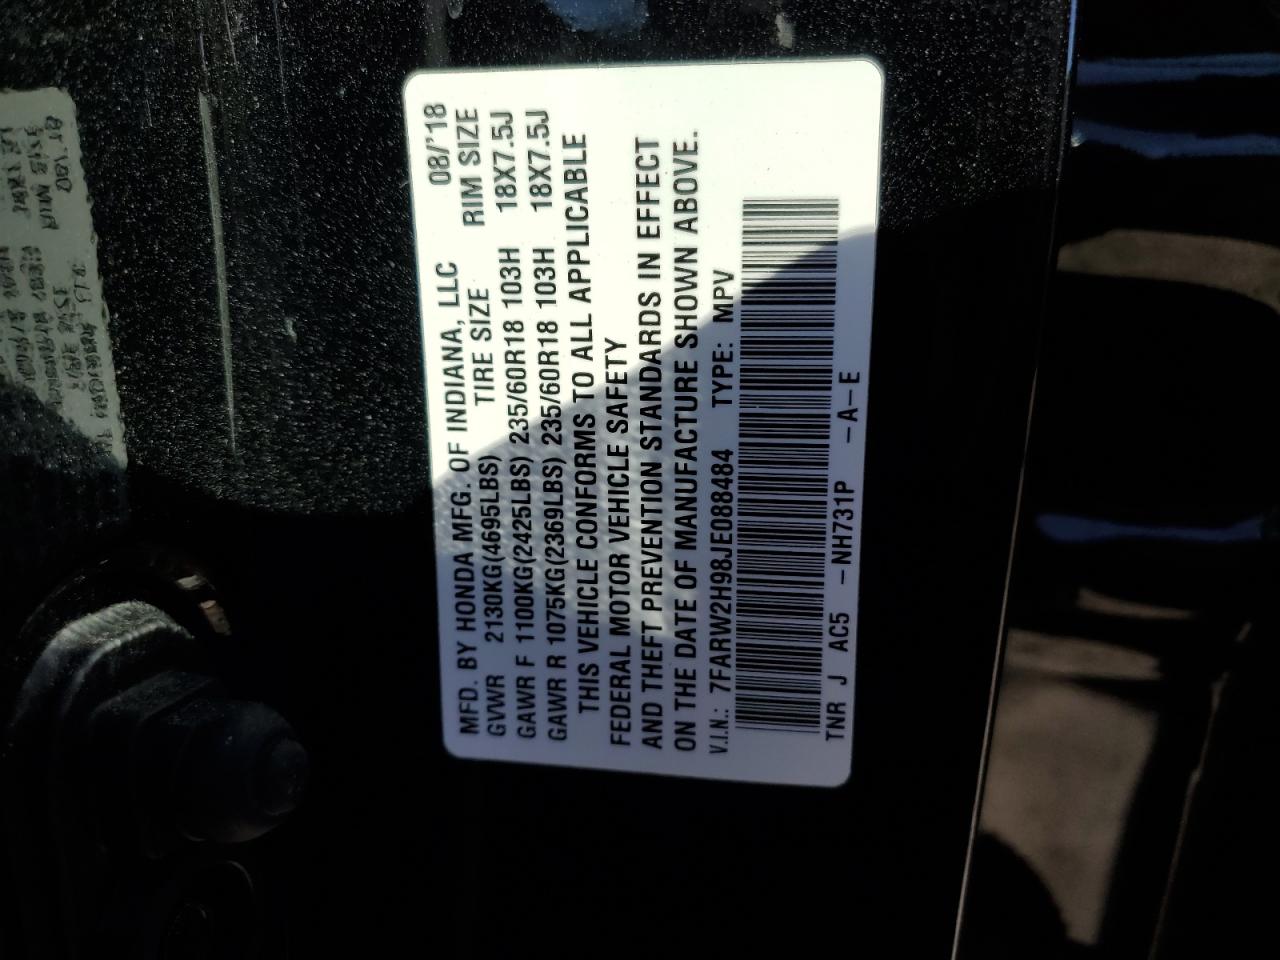 MFD. BY HONDA MFG. OF INDIANA, LLC 08/'18
GVWR 2130KG(4695LBS) TIRE SIZE RIM SIZE
GAWR F 1100KG(2425LBS) 235/60R18 103H 18X7.5J
GAWR R 1075KG(2369LBS) 235/60R18 103H 18X7.5J
THIS VEHICLE CONFORMS TO ALL APPLICABLE
FEDERAL MOTOR VEHICLE SAFETY
AND THEFT PREVENTION STANDARDS IN EFFECT
ON THE DATE OF MANUFACTURE SHOWN ABOVE.
V.I.N.: 7FARW2H98JE088484 TYPE: MPV
TNR J AC5 -NH731P -A-E